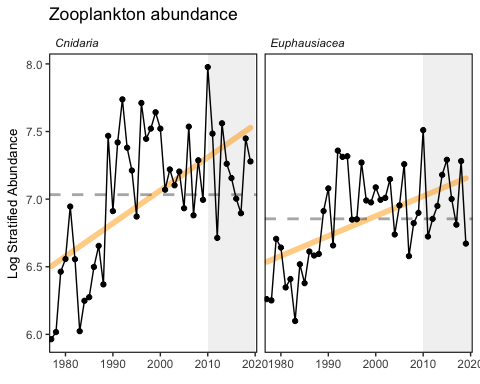 Zooplankton abundance
Cnidaria
Euphausiacea
Log Stratified Abundance
8.0
7.5
7.0
6.5
6.0
1980 1990 2000 2010 2020
1980 1990 2000 2010 2020